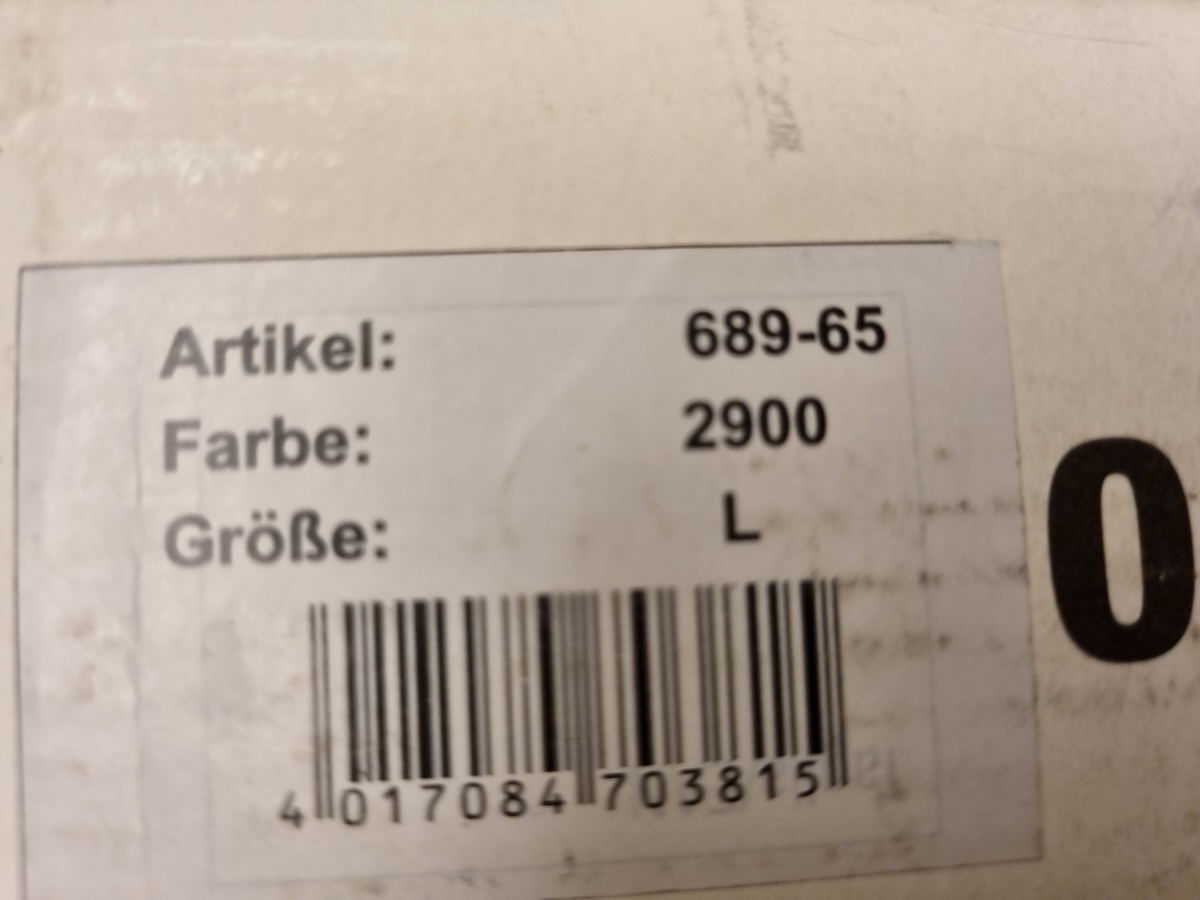 Artikel: 689-65
Farbe: 2900
Größe: L
0
4 017084 703815